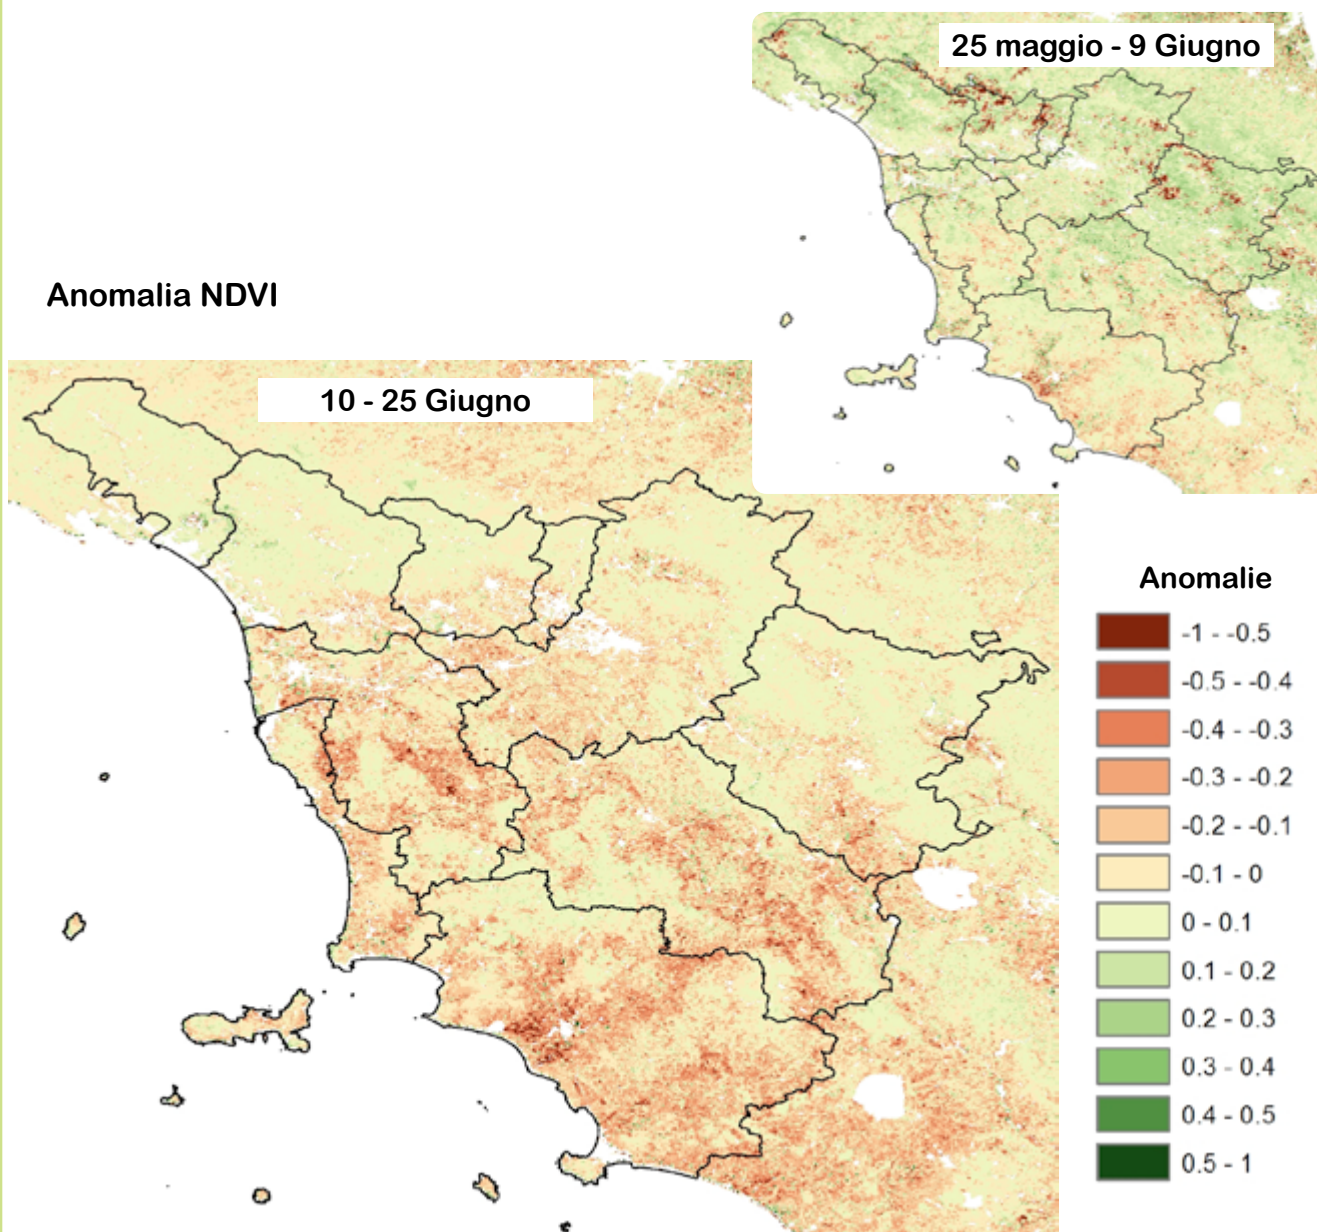 25 maggio - 9 Giugno
Anomalia NDVI
10 - 25 Giugno
Anomalie
-1 - -0.5
-0.5 - -0.4
-0.4 - -0.3
-0.3 - -0.2
-0.2 - -0.1
-0.1 - 0
0 - 0.1
0.1 - 0.2
0.2 - 0.3
0.3 - 0.4
0.4 - 0.5
0.5 - 1